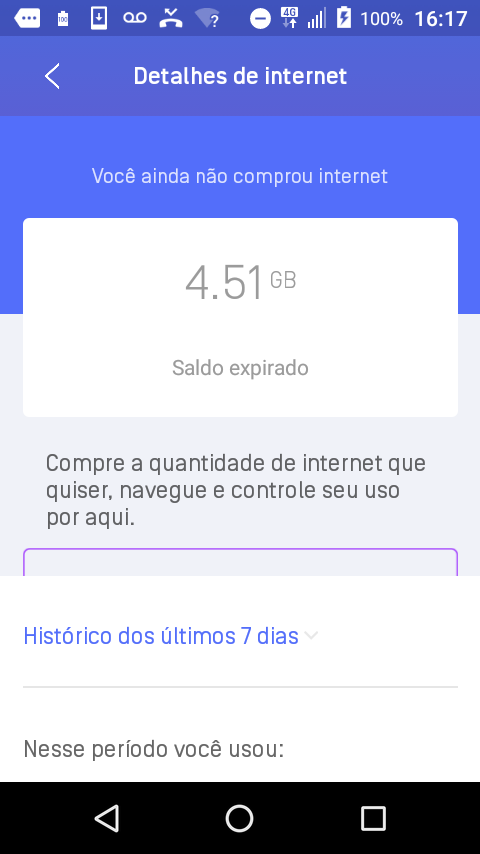 100% 16:17
Detalhes de internet
Você ainda não comprou internet
4.51 GB
Saldo expirado
Compre a quantidade de internet que
quiser, navegue e controle seu uso
por aqui.
Histórico dos últimos 7 dias
Nesse período você usou: